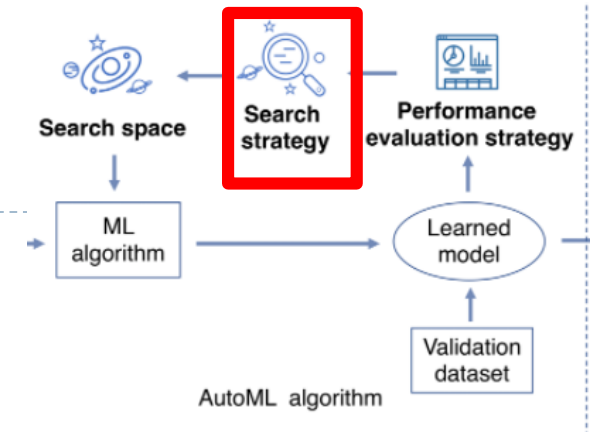 Search space
Search
strategy
Performance
evaluation strategy
ML
algorithm
Learned
model
Validation
dataset
AutoML algorithm